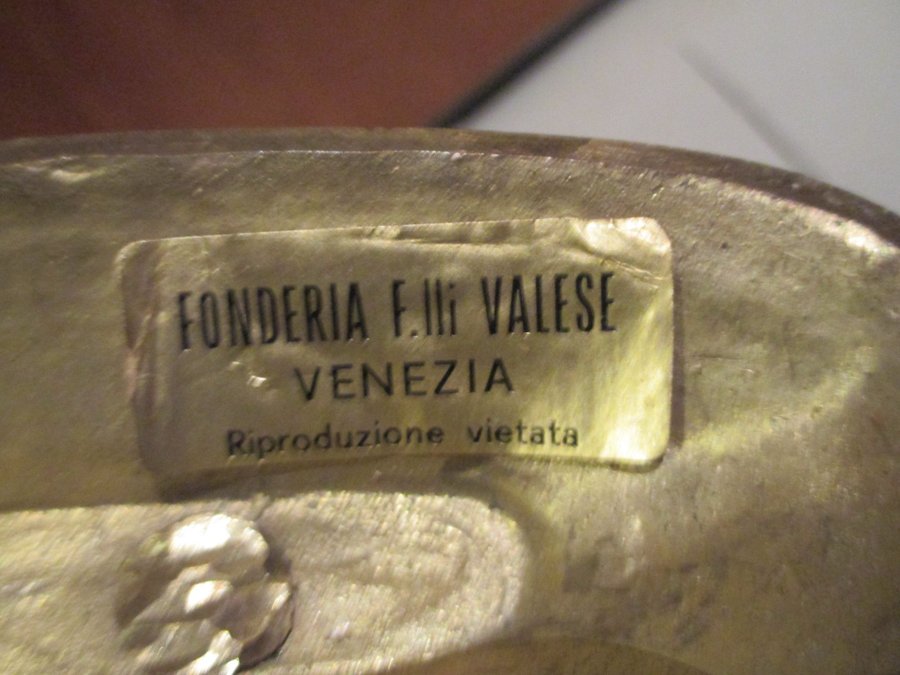 FONDERIA F.lli VALESE
VENEZIA
Riproduzione vietata